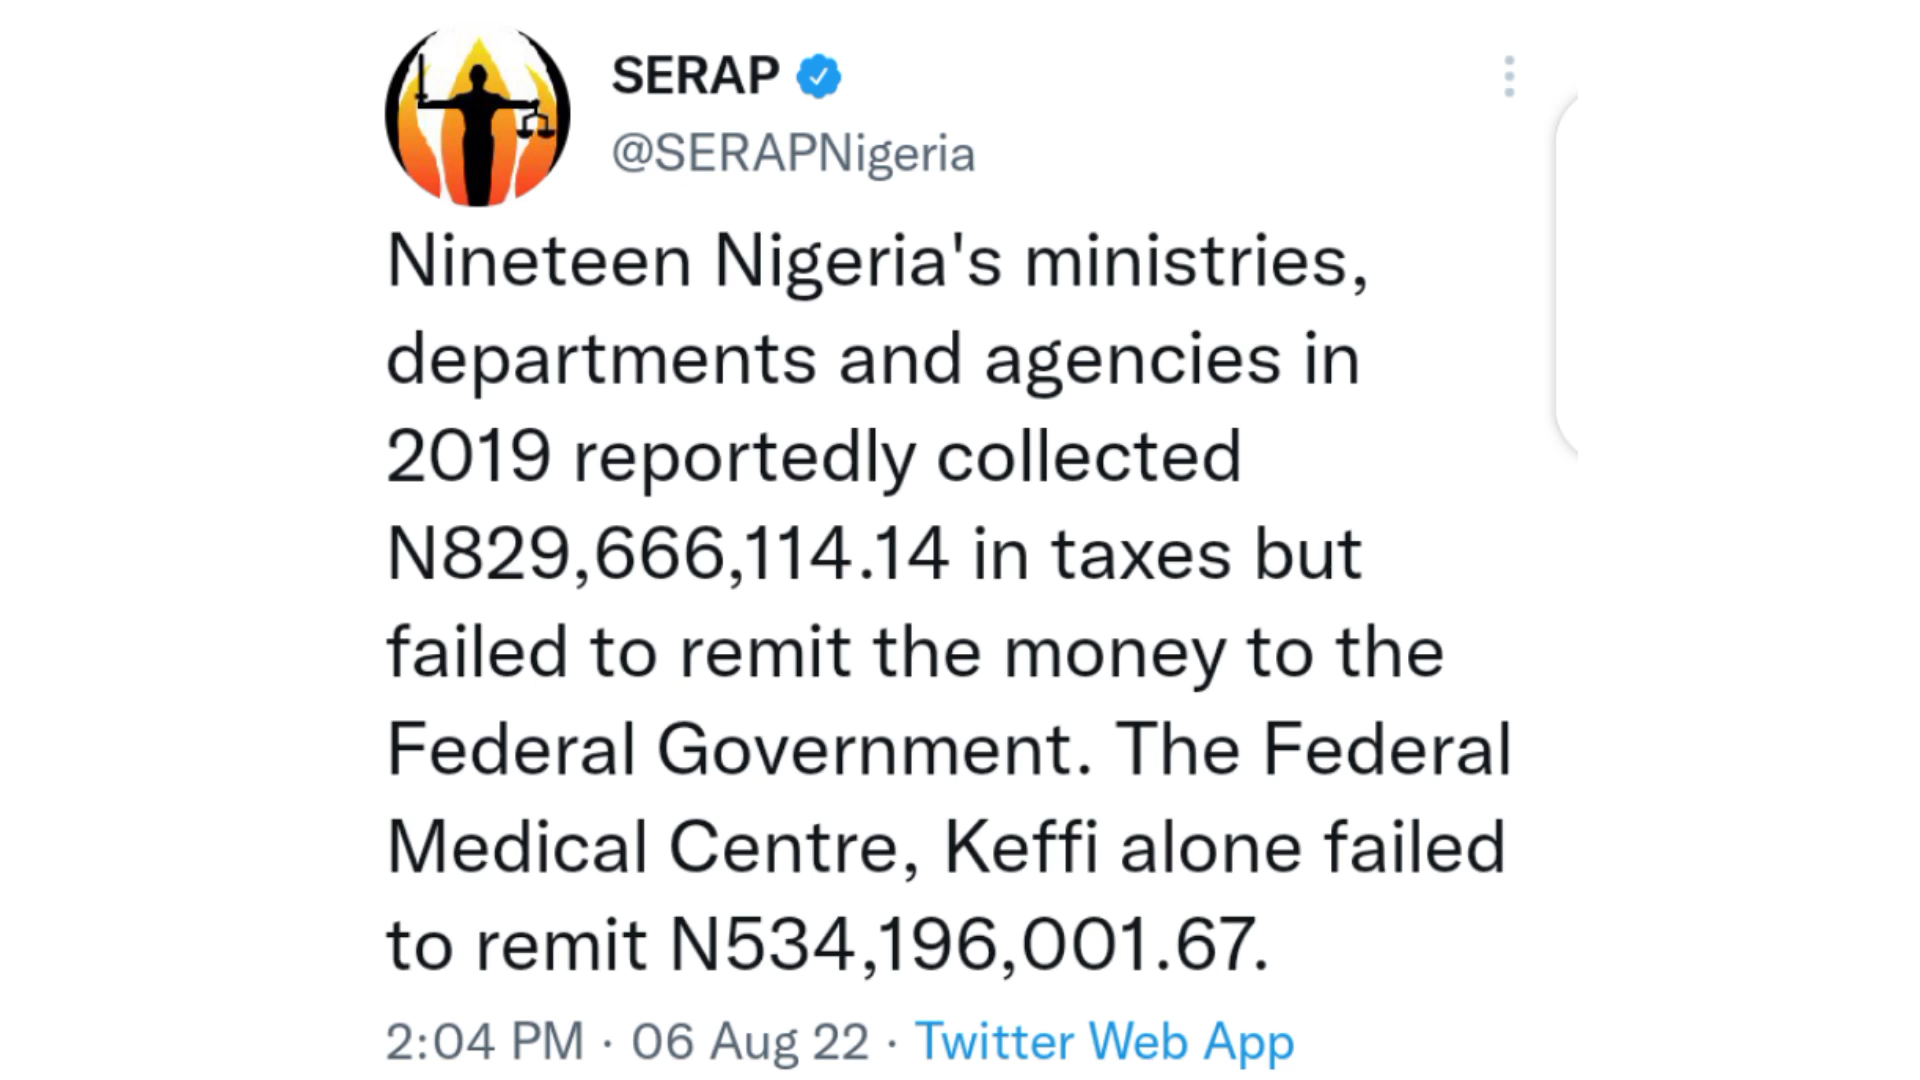 SERAP
@SERAPNigeria
Nineteen Nigeria's ministries,
departments and agencies in
2019 reportedly collected
N829,666,114.14 in taxes but
failed to remit the money to the
Federal Government. The Federal
Medical Centre, Keffi alone failed
to remit N534,196,001.67.
2:04 PM · 06 Aug 22 · Twitter Web App